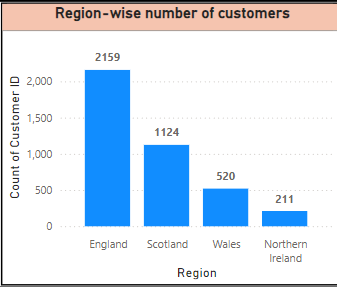 Region-wise number of customers
Count of Customer ID
2,000
1,500
1,000
500
0
2159
1124
520
211
England
Scotland
Wales
Northern
Ireland
Region